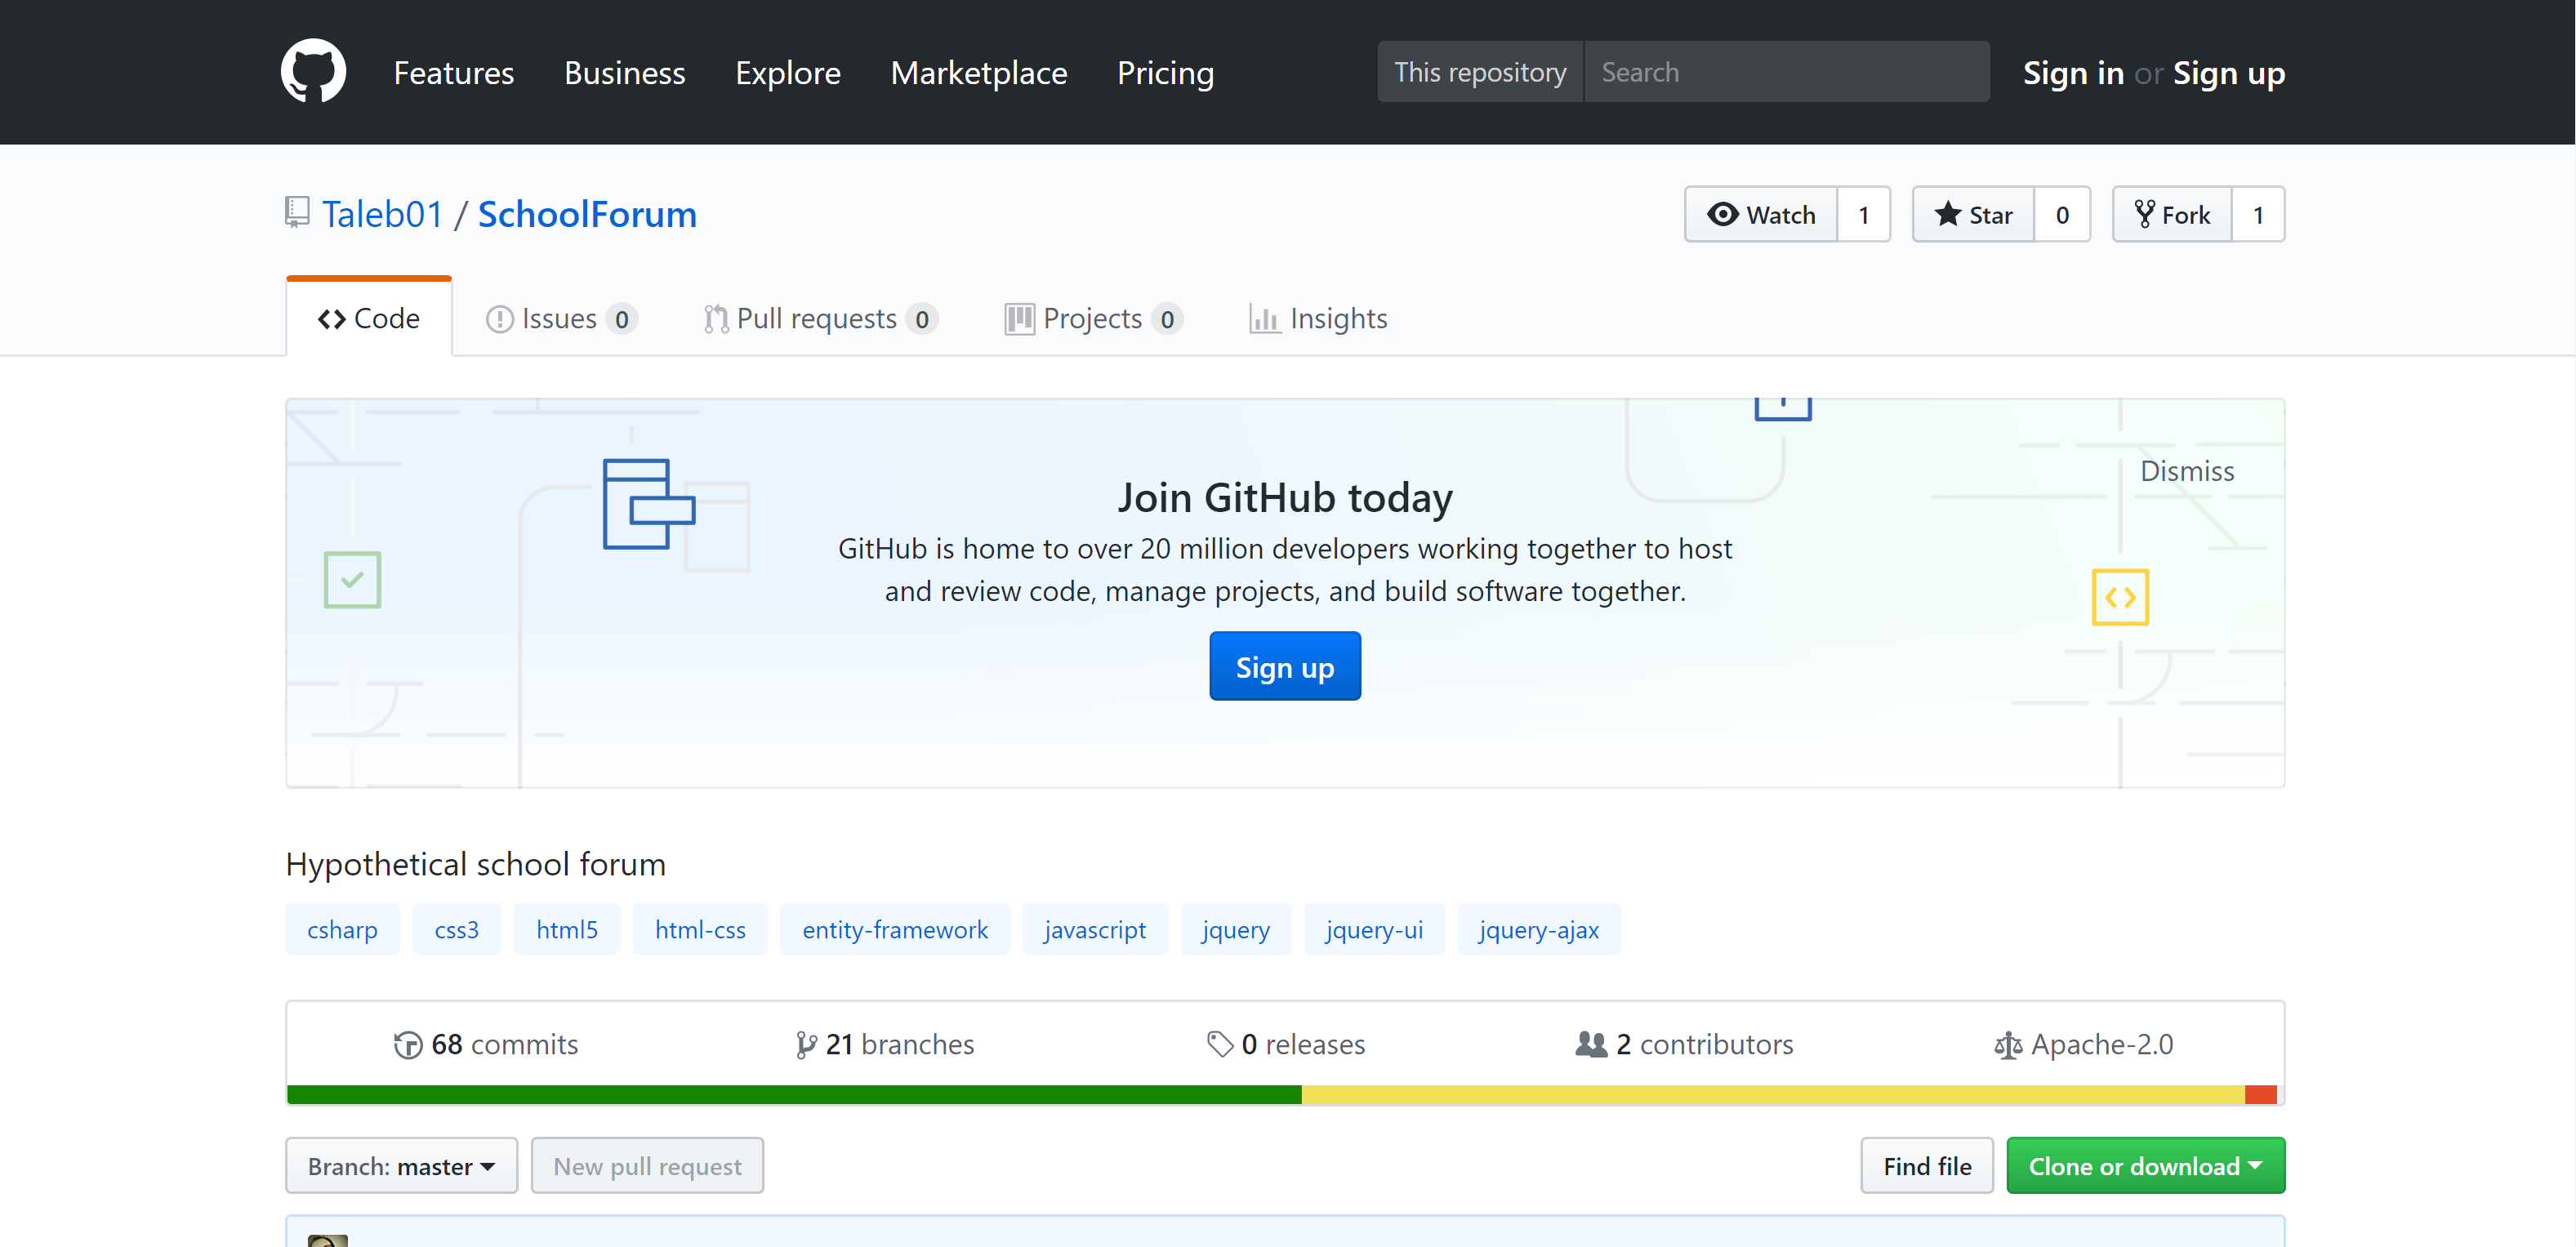 Features Business Explore Marketplace Pricing This repository Search Sign in or Sign up
Taleb01 / SchoolForum Watch 1 Star 0 Fork 1
Code Issues 0 Pull requests 0 Projects 0 Insights
Dismiss
Join GitHub today
GitHub is home to over 20 million developers working together to host
and review code, manage projects, and build software together.
Sign up
Hypothetical school forum
csharp css3 html5 html-css entity-framework javascript jquery jquery-ui jquery-ajax
68 commits 21 branches 0 releases 2 contributors Apache-2.0
Branch: master New pull request Find file Clone or download